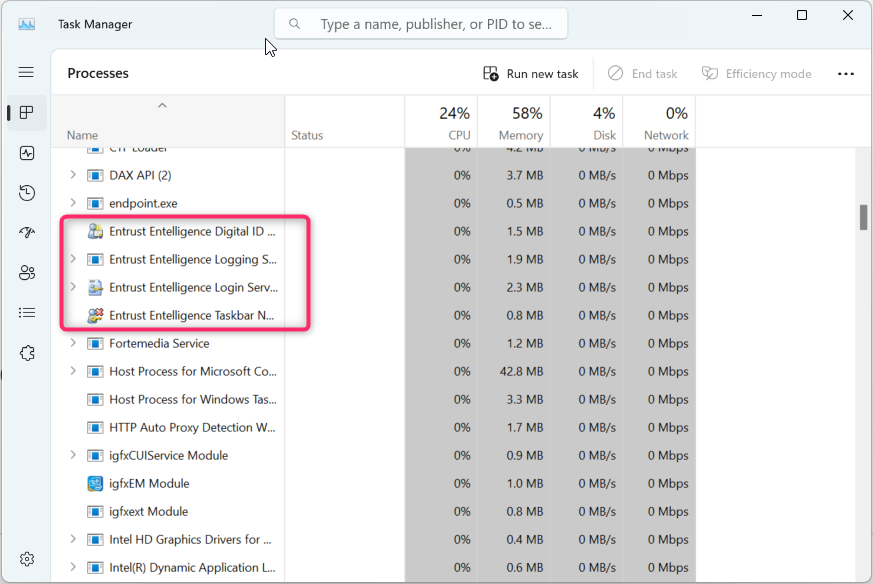 Task Manager
Type a name, publisher, or PID to se...
Processes
Run new task
End task
Efficiency mode
24% 58% 4% 0%
Name Status CPU Memory Disk Network
CTF Loader 0% 4.2 MB 0 MB/s 0 Mbps
DAX API (2) 0% 3.7 MB 0 MB/s 0 Mbps
endpoint.exe 0% 0.5 MB 0 MB/s 0 Mbps
Entrust Entelligence Digital ID ... 0% 1.5 MB 0 MB/s 0 Mbps
Entrust Entelligence Logging S... 0% 1.9 MB 0 MB/s 0 Mbps
Entrust Entelligence Login Serv... 0% 2.3 MB 0 MB/s 0 Mbps
Entrust Entelligence Taskbar N... 0% 0.8 MB 0 MB/s 0 Mbps
Fortemedia Service 0% 1.2 MB 0 MB/s 0 Mbps
Host Process for Microsoft Co... 0% 42.8 MB 0 MB/s 0 Mbps
Host Process for Windows Tas... 0% 3.3 MB 0 MB/s 0 Mbps
HTTP Auto Proxy Detection W... 0% 1.7 MB 0 MB/s 0 Mbps
igfxCUIService Module 0% 0.9 MB 0 MB/s 0 Mbps
igfxEM Module 0% 1.0 MB 0 MB/s 0 Mbps
igfxext Module 0% 0.8 MB 0 MB/s 0 Mbps
Intel HD Graphics Drivers for ... 0% 0.4 MB 0 MB/s 0 Mbps
Intel(R) Dynamic Application L... 0% 0.6 MB 0 MB/s 0 Mbps